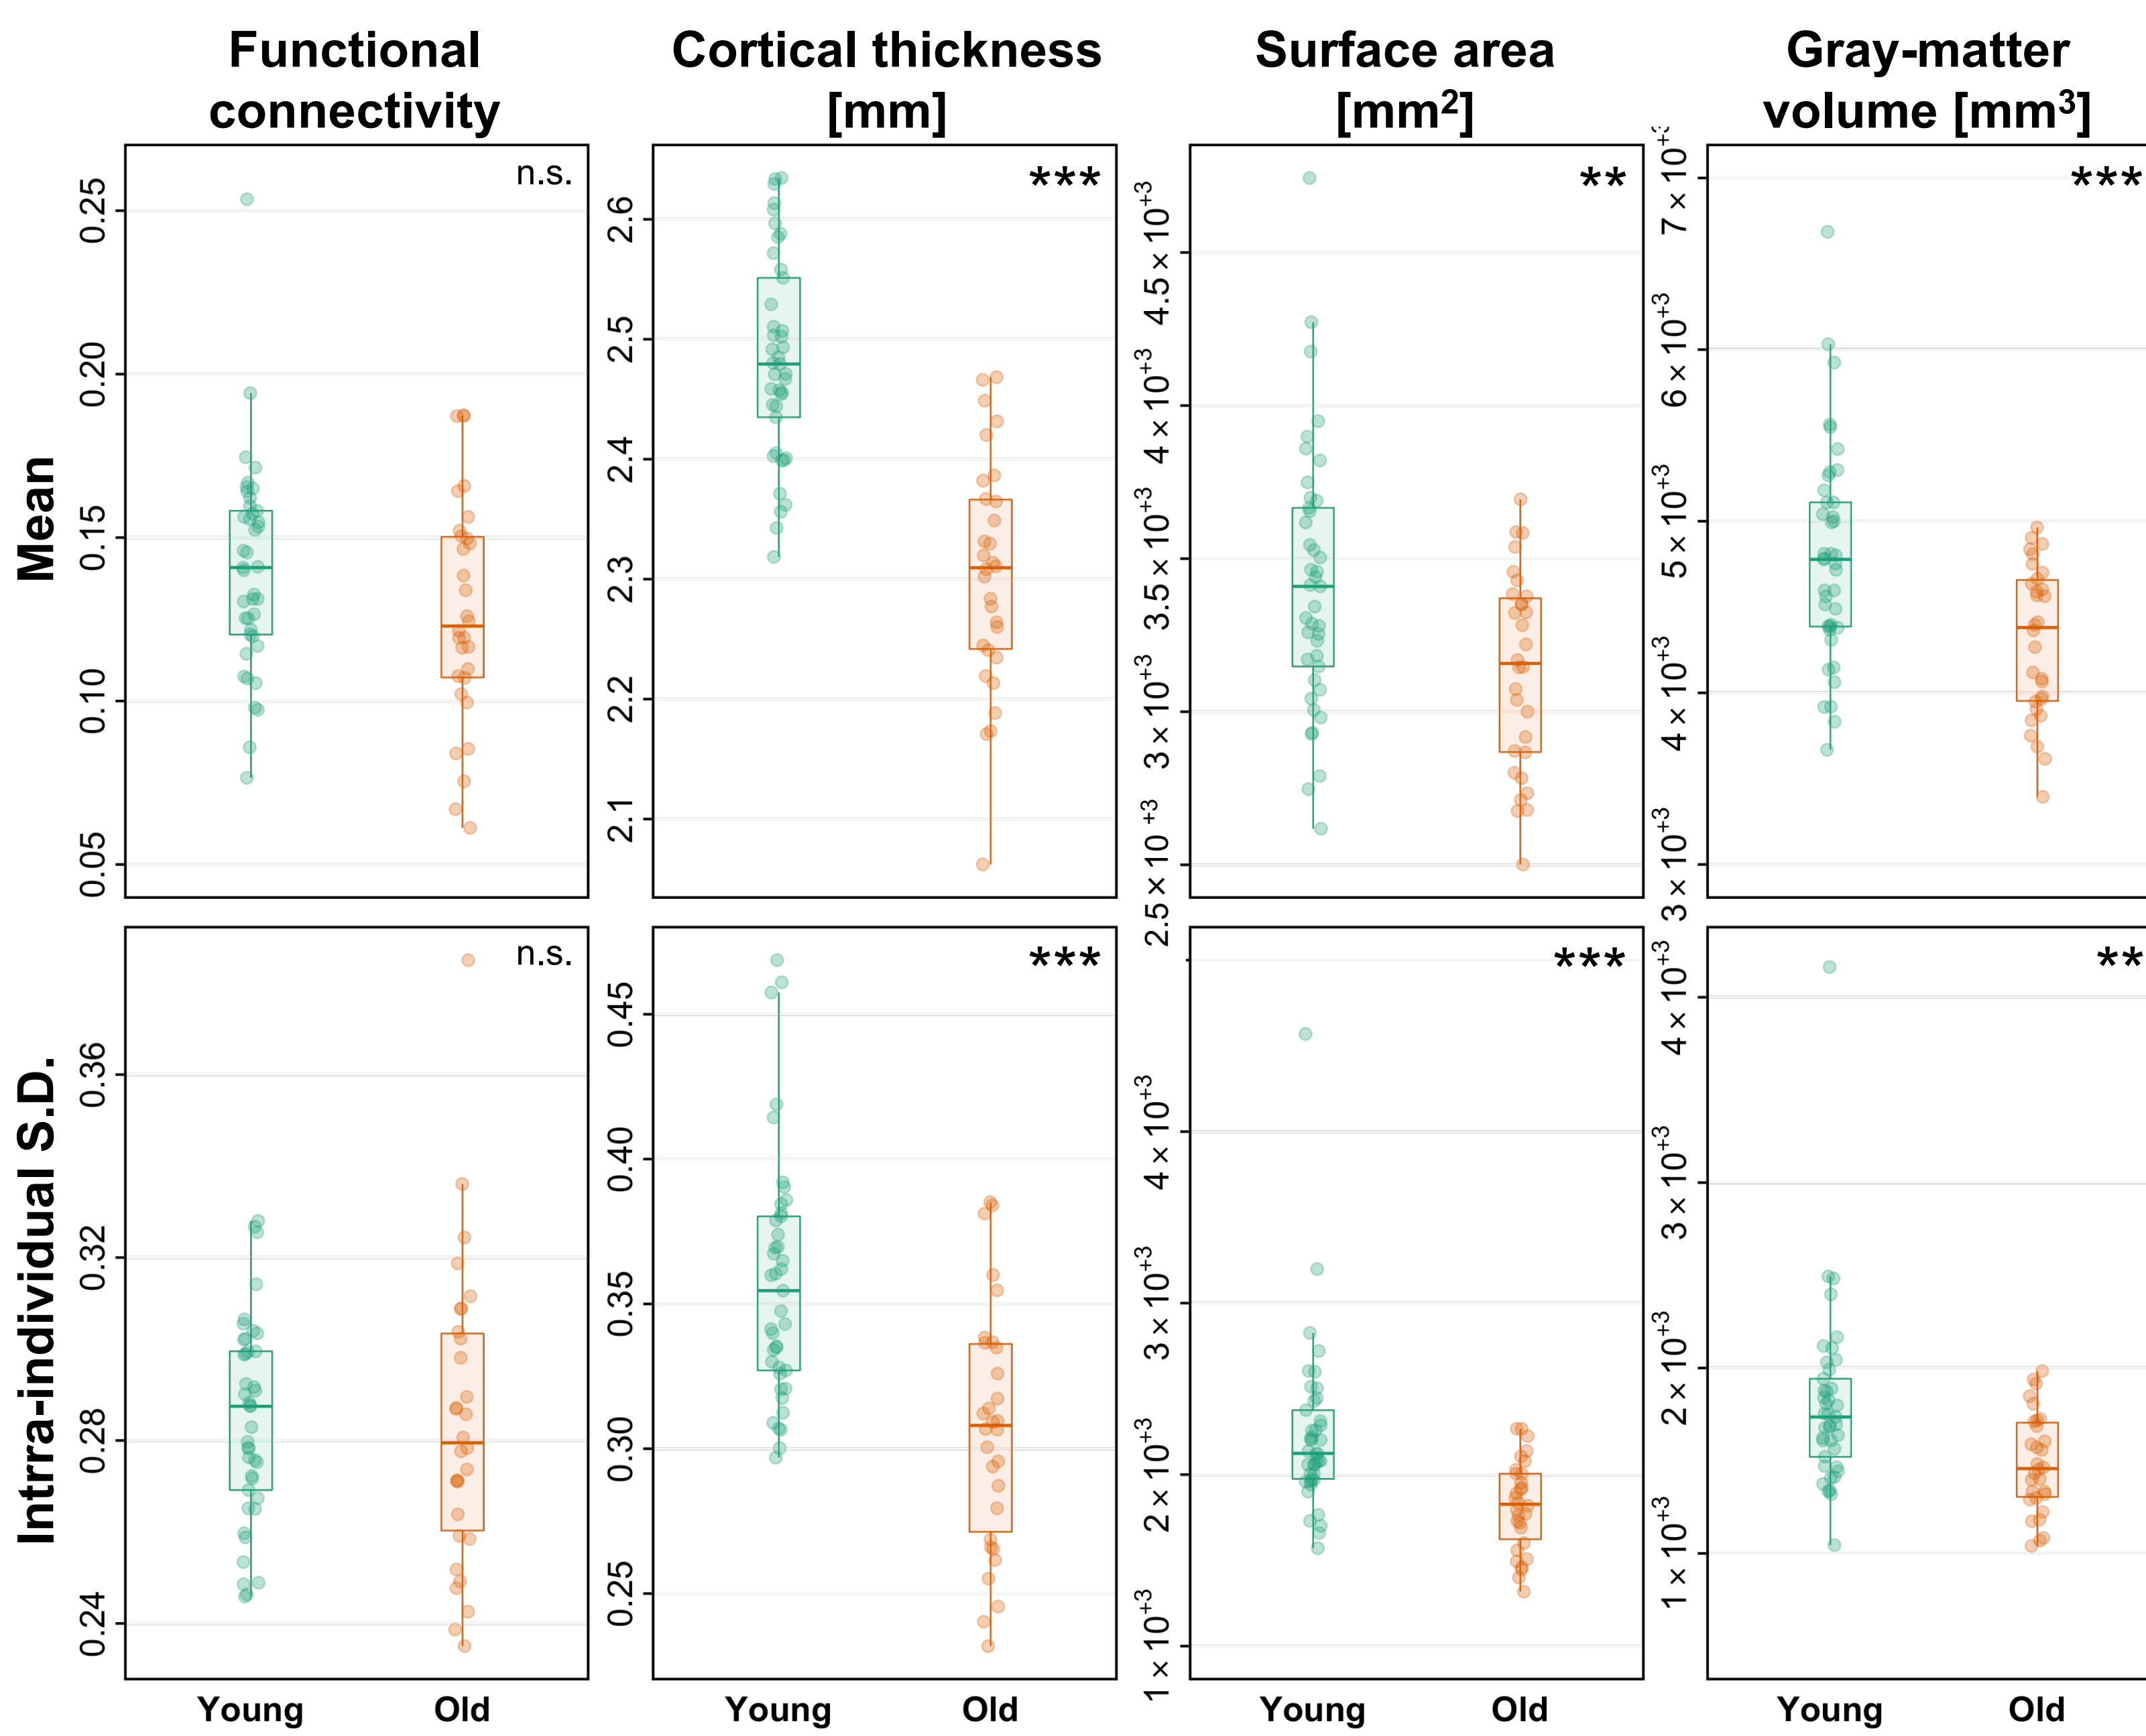 Functional
connectivity
Cortical thickness
[mm]
Surface area
[mm²]
Gray-matter
volume [mm³]
Mean
n.s.
0.25
0.20
0.15
0.10
0.05
***
2.6
2.5
2.4
2.3
2.2
2.1
**
4.5 × 10⁺³
4 × 10⁺³
3.5 × 10⁺³
3 × 10⁺³
2.5 × 10⁺³
***
7 × 10⁺³
6 × 10⁺³
5 × 10⁺³
4 × 10⁺³
3 × 10⁺³
Intrra-individual S.D.
n.s.
0.36
0.32
0.28
0.24
***
0.45
0.40
0.35
0.30
0.25
***
4 × 10⁺³
3 × 10⁺³
2 × 10⁺³
1 × 10⁺³
**
4 × 10⁺³
3 × 10⁺³
2 × 10⁺³
1 × 10⁺³
Young Old Young Old Young Old Young Old